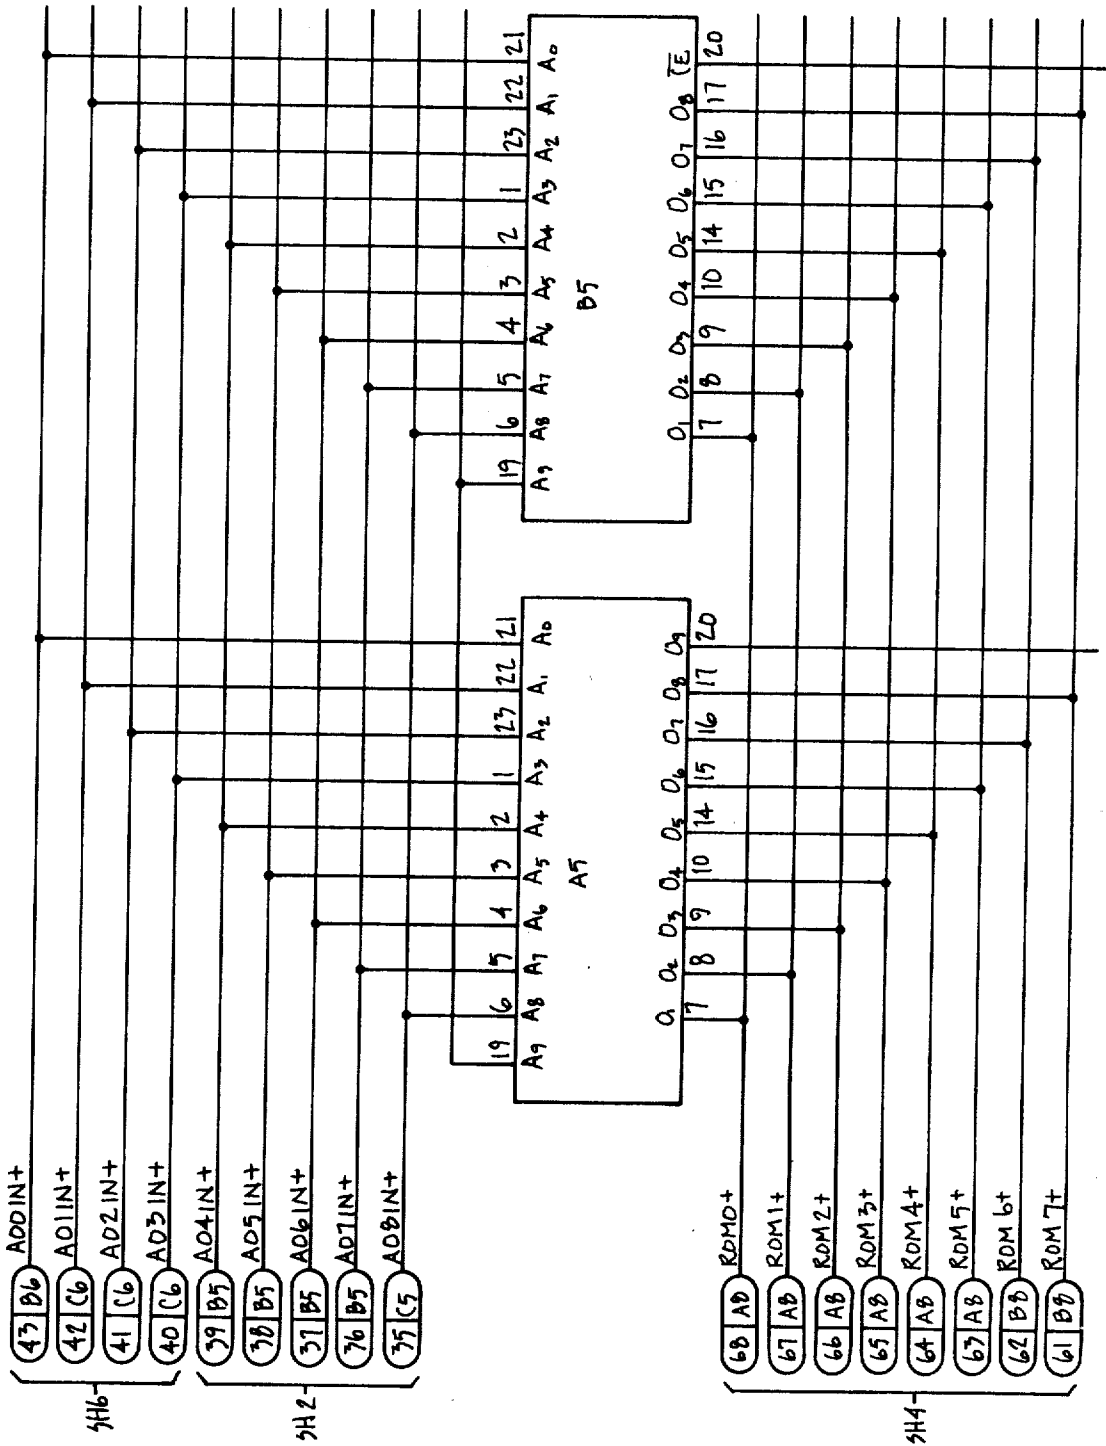 SH6
43 B6 A00IN+
42 C6 A01IN+
41 C6 A02IN+
40 C6 A03IN+
SH2
39 B5 A04IN+
38 B5 A05IN+
37 B5 A06IN+
36 B5 A07IN+
35 C5 A08IN+
19 6 5 4 3 2 1 23 22 21
A9 A8 A7 A6 A5 A4 A3 A2 A1 A0
A5
O1 O2 O3 O4 O5 O6 O7 O8 O9
7 8 9 10 14 15 16 17 20
19 6 5 4 3 2 1 23 22 21
A9 A8 A7 A6 A5 A4 A3 A2 A1 A0
B5
O1 O2 O3 O4 O5 O6 O7 O8 CE
7 8 9 10 14 15 16 17 20
SH4
68 A8 ROM0+
67 A8 ROM1+
66 A8 ROM2+
65 A8 ROM3+
64 A8 ROM4+
63 A8 ROM5+
62 B8 ROM6+
61 B8 ROM7+